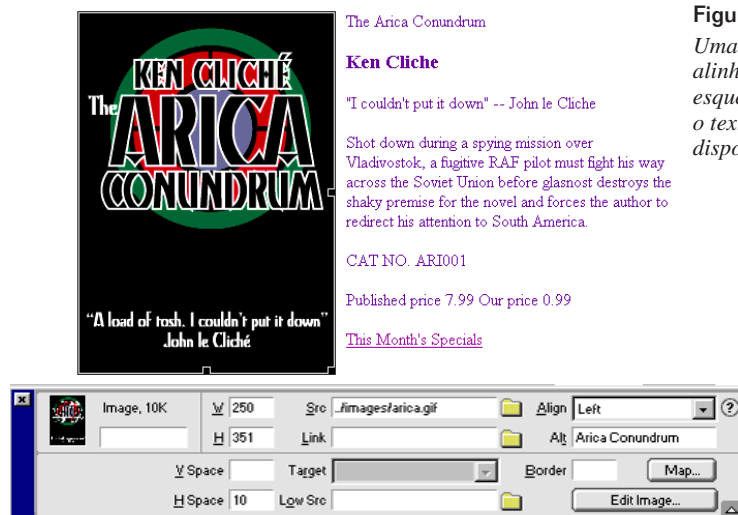 KEN CLICHÉ
The ARICA
CONUNDRUM
"A load of tosh. I couldn't put it down"
John le Cliché
The Arica Conundrum
Ken Cliche
"I couldn't put it down" -- John le Cliche
Shot down during a spying mission over
Vladivostok, a fugitive RAF pilot must fight his way
across the Soviet Union before glasnost destroys the
shaky premise for the novel and forces the author to
redirect his attention to South America.
CAT NO. ARI001
Published price 7.99 Our price 0.99
This Month's Specials
Figu
Uma
alinh
esque
o tex
dispo
Image, 10K W 250 Src ../images/arica.gif Align Left ?
H 351 Link Alt Arica Conundrum
V Space Target Border Map...
H Space 10 Low Src Edit Image...